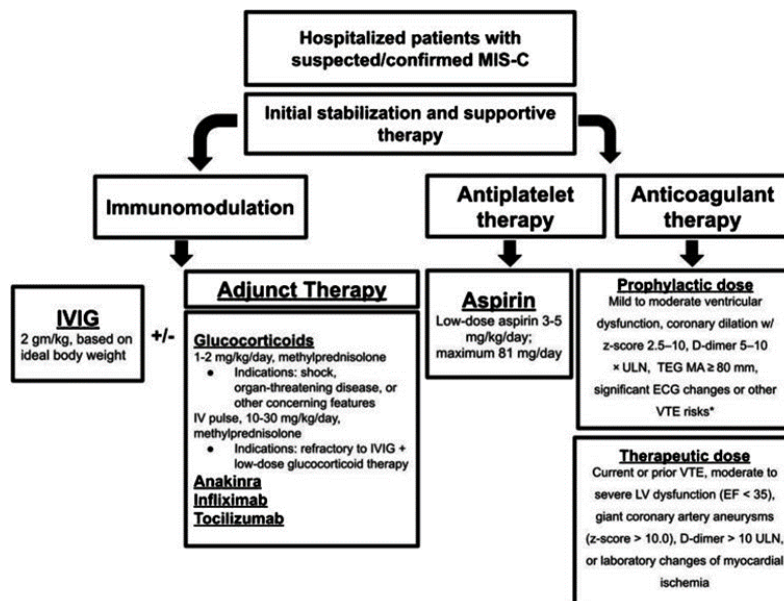 Hospitalized patients with
suspected/confirmed MIS-C
Initial stabilization and supportive
therapy
Immunomodulation
Antiplatelet
therapy
Anticoagulant
therapy
IVIG
2 gm/kg, based on
ideal body weight
+/-
Adjunct Therapy
Glucocorticoids
1-2 mg/kg/day, methylprednisolone
● Indications: shock,
organ-threatening disease, or
other concerning features
IV pulse, 10-30 mg/kg/day,
methylprednisolone
● Indications: refractory to IVIG +
low-dose glucocorticoid therapy
Anakinra
Infliximab
Tocilizumab
Aspirin
Low-dose aspirin 3-5
mg/kg/day;
maximum 81 mg/day
Prophylactic dose
Mild to moderate ventricular
dysfunction, coronary dilation w/
z-score 2.5–10, D-dimer 5–10
× ULN, TEG MA ≥ 80 mm,
significant ECG changes or other
VTE risks*
Therapeutic dose
Current or prior VTE, moderate to
severe LV dysfunction (EF < 35),
giant coronary artery aneurysms
(z-score > 10.0), D-dimer > 10 ULN,
or laboratory changes of myocardial
ischemia